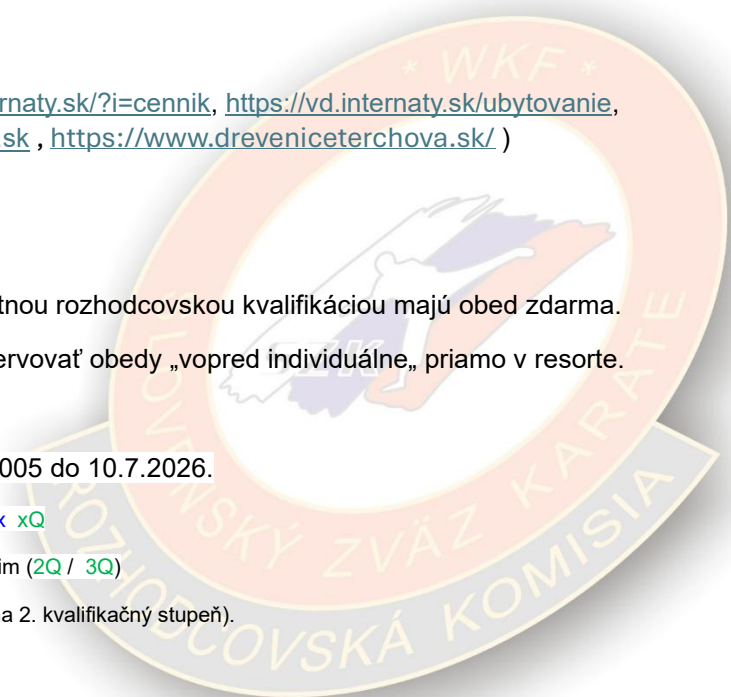 rnaty.sk/?i=cennik, https://vd.internaty.sk/ubytovanie,
.sk , https://www.dreveniceterchova.sk/ )
* WKF *
tnou rozhodcovskou kvalifikáciou majú obed zdarma.
ervovať obedy „vopred individuálne„ priamo v resorte.
005 do 10.7.2026.
x xQ
im (2Q / 3Q)
a 2. kvalifikačný stupeň).
SLOVENSKÝ ZVÄZ KARATE
ROZHODCOVSKÁ KOMISIA